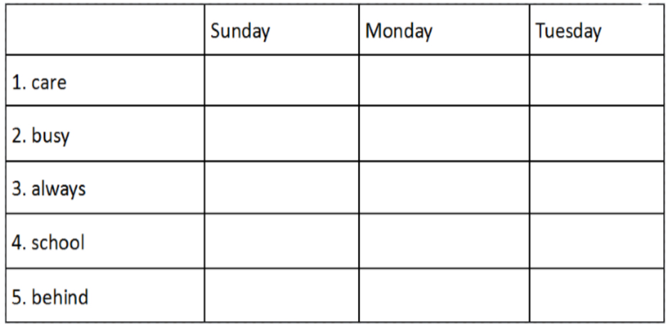 Sunday Monday Tuesday
1. care
2. busy
3. always
4. school
5. behind